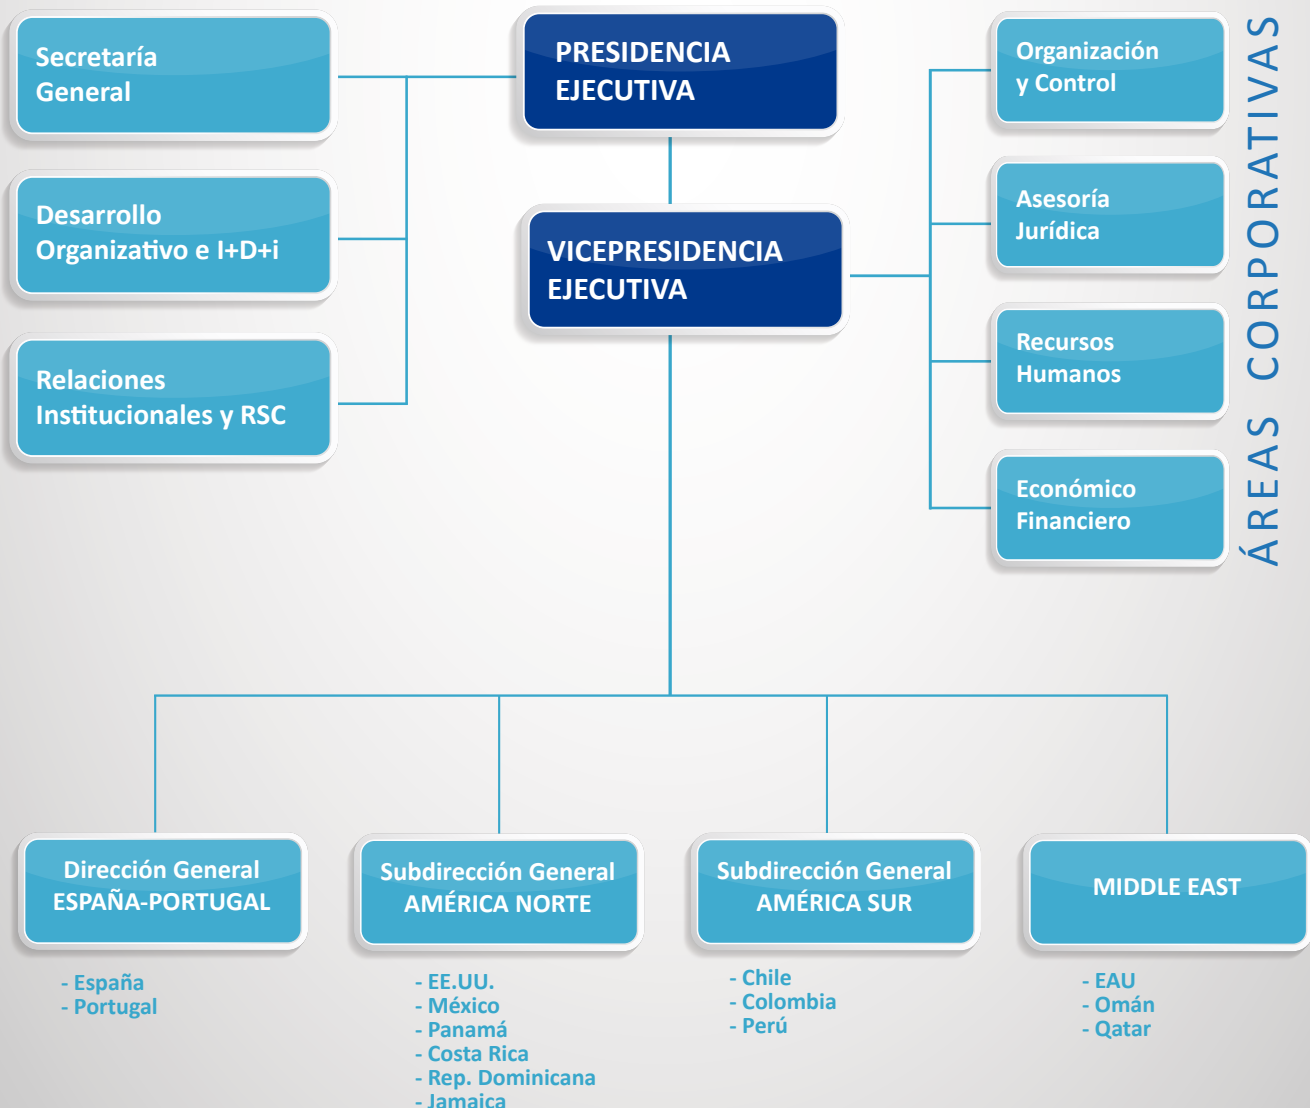 Secretaría
General
Desarrollo
Organizativo e I+D+i
Relaciones
Institucionales y RSC
PRESIDENCIA
EJECUTIVA
VICEPRESIDENCIA
EJECUTIVA
Organización
y Control
Asesoría
Jurídica
Recursos
Humanos
Económico
Financiero
ÁREAS CORPORATIVAS
Dirección General
ESPAÑA-PORTUGAL
- España
- Portugal
Subdirección General
AMÉRICA NORTE
- EE.UU.
- México
- Panamá
- Costa Rica
- Rep. Dominicana
- Jamaica
Subdirección General
AMÉRICA SUR
- Chile
- Colombia
- Perú
MIDDLE EAST
- EAU
- Omán
- Qatar